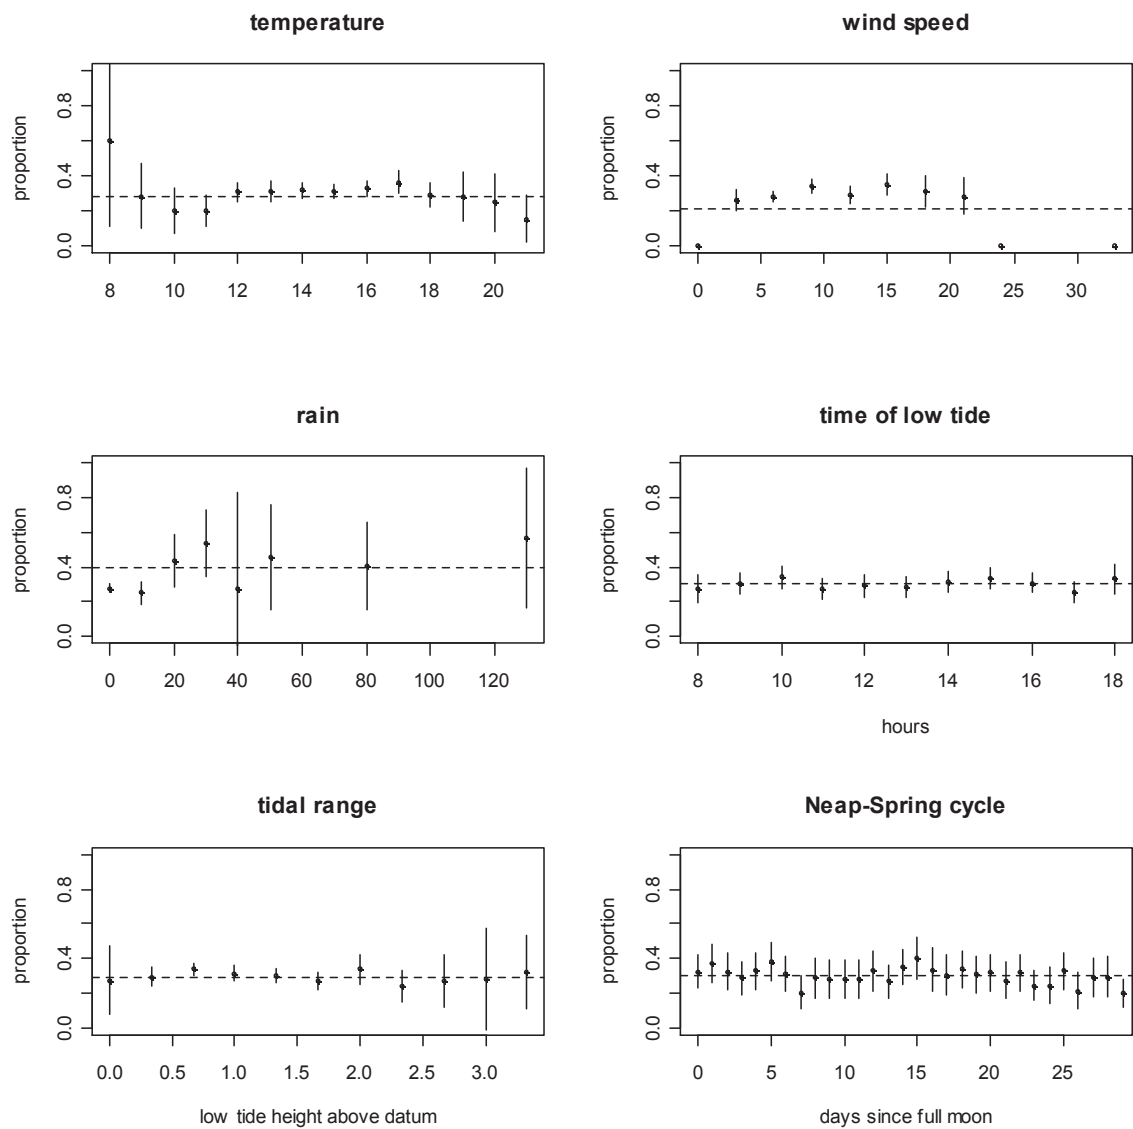 temperature
proportion
0.0 0.4 0.8
8 10 12 14 16 18 20
wind speed
proportion
0.0 0.4 0.8
0 5 10 15 20 25 30
rain
proportion
0.0 0.4 0.8
0 20 40 60 80 100 120
time of low tide
proportion
0.0 0.4 0.8
8 10 12 14 16 18
hours
tidal range
proportion
0.0 0.4 0.8
0.0 0.5 1.0 1.5 2.0 2.5 3.0
low tide height above datum
Neap-Spring cycle
proportion
0.0 0.4 0.8
0 5 10 15 20 25
days since full moon